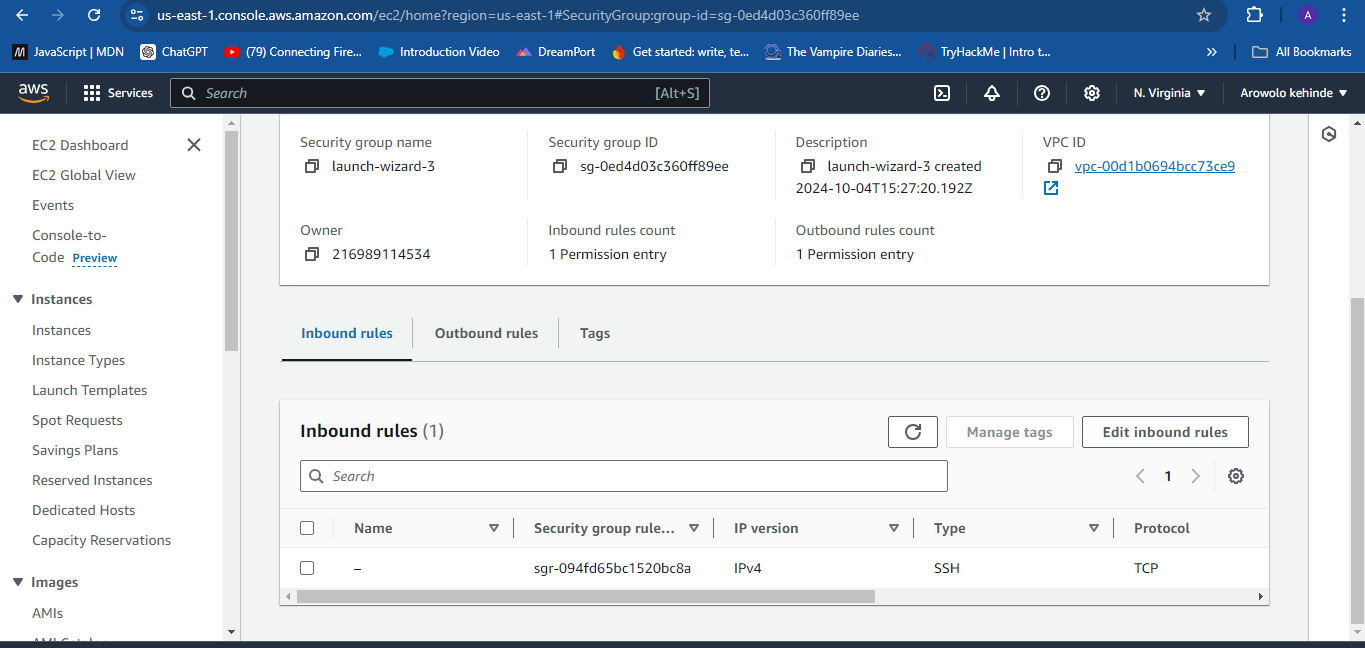 us-east-1.console.aws.amazon.com/ec2/home?region=us-east-1#SecurityGroup:group-id=sg-0ed4d03c360ff89ee
A
M JavaScript | MDN ChatGPT (79) Connecting Fire... Introduction Video DreamPort Get started: write, te... The Vampire Diaries... TryHackMe | Intro t... » All Bookmarks
aws Services Search [Alt+S] N. Virginia Arowolo kehinde
EC2 Dashboard
EC2 Global View
Events
Console-to-
Code Preview
Instances
Instances
Instance Types
Launch Templates
Spot Requests
Savings Plans
Reserved Instances
Dedicated Hosts
Capacity Reservations
Images
AMIs
Security group name
launch-wizard-3
Security group ID
sg-0ed4d03c360ff89ee
Description
launch-wizard-3 created
2024-10-04T15:27:20.192Z
VPC ID
vpc-00d1b0694bcc73ce9
Owner
216989114534
Inbound rules count
1 Permission entry
Outbound rules count
1 Permission entry
Inbound rules Outbound rules Tags
Inbound rules (1)
Manage tags Edit inbound rules
Search
1
Name Security group rule... IP version Type Protocol
– sgr-094fd65bc1520bc8a IPv4 SSH TCP